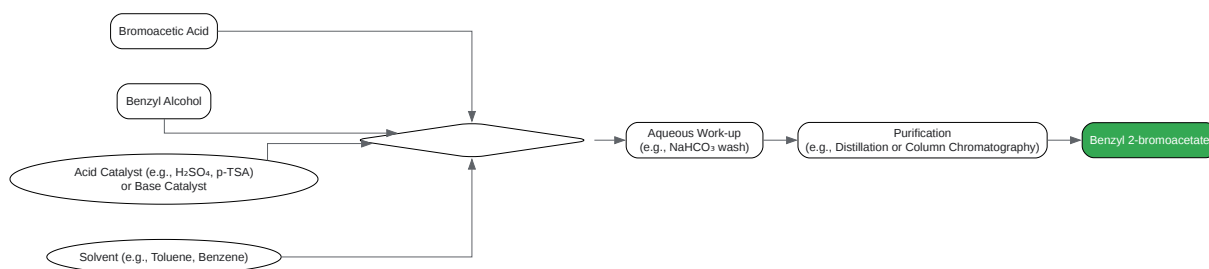 Bromoacetic Acid
Benzyl Alcohol
Acid Catalyst (e.g., H₂SO₄, p-TSA)
or Base Catalyst
Solvent (e.g., Toluene, Benzene)
Aqueous Work-up
(e.g., NaHCO₃ wash)
Purification
(e.g., Distillation or Column Chromatography)
Benzyl 2-bromoacetate